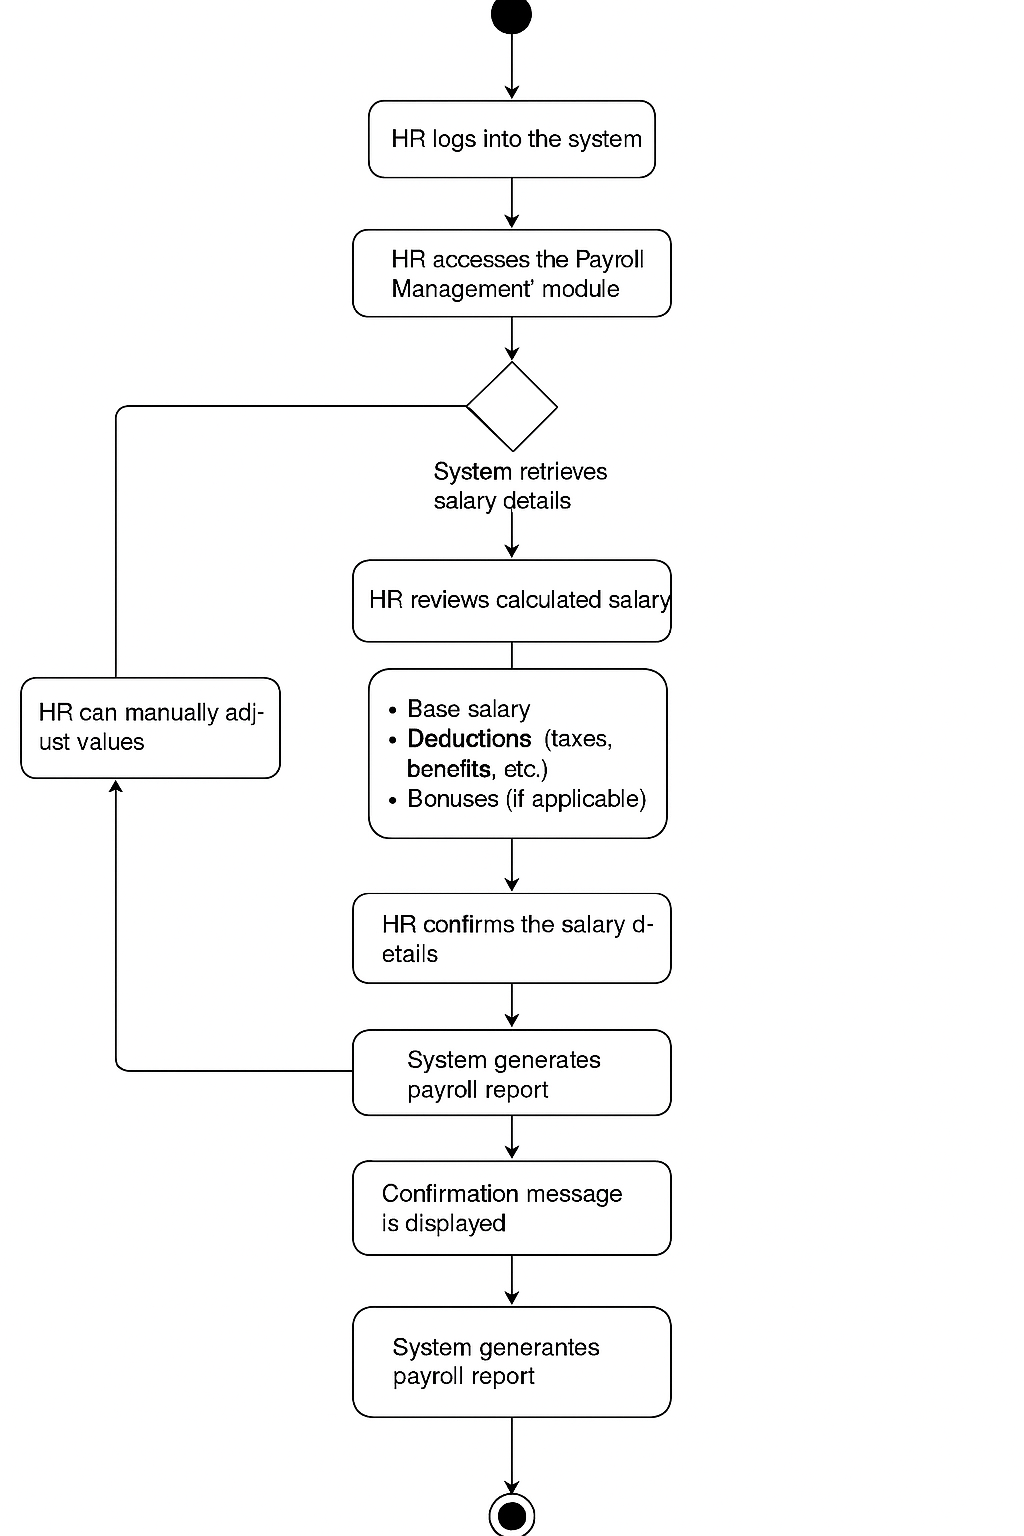 HR logs into the system
HR accesses the Payroll
Management’ module
System retrieves
salary details
HR reviews calculated salary
HR can manually adj-
ust values
• Base salary
• Deductions (taxes,
benefits, etc.)
• Bonuses (if applicable)
HR confirms the salary d-
etails
System generates
payroll report
Confirmation message
is displayed
System generantes
payroll report